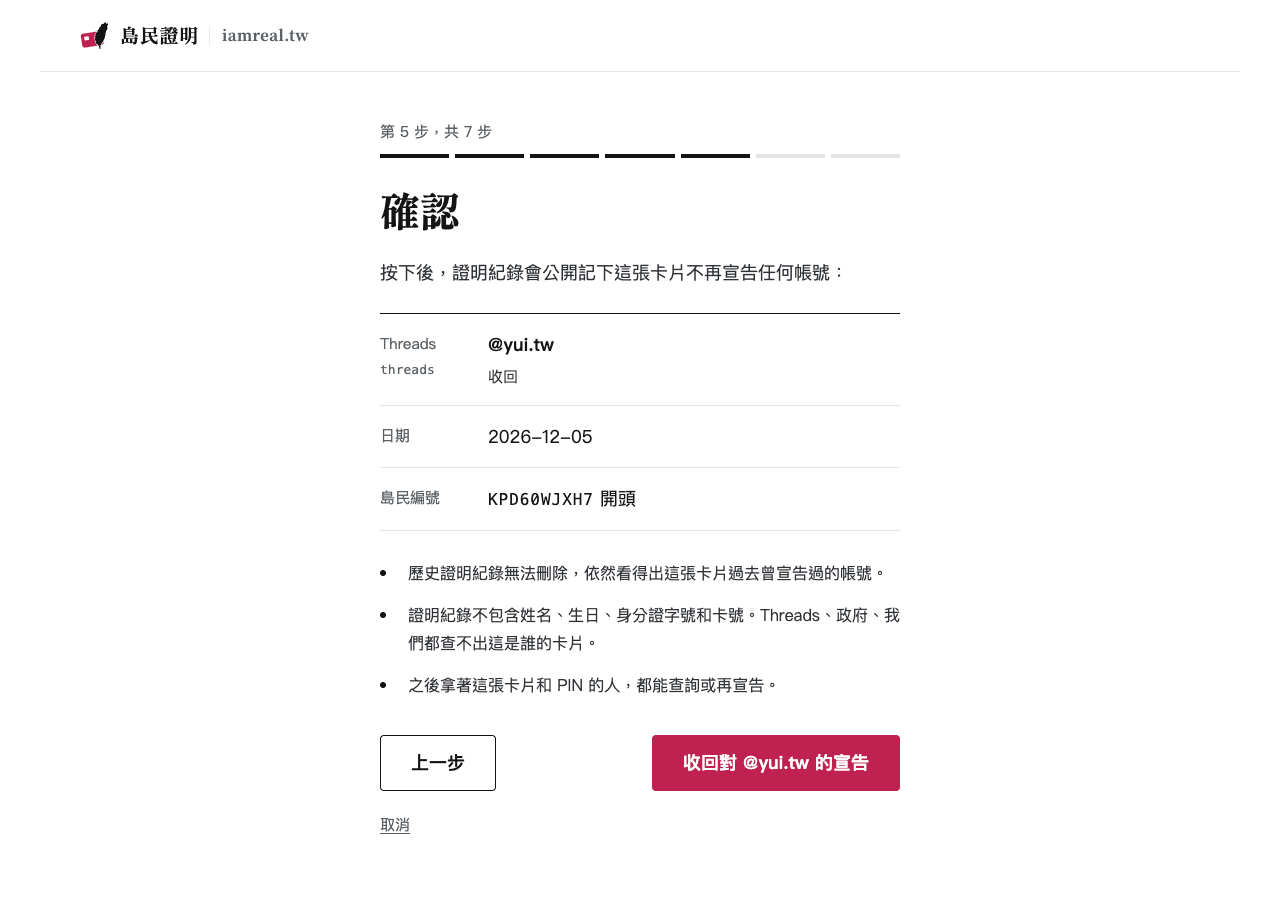 島民證明 iamreal.tw
第 5 步，共 7 步
確認
按下後，證明紀錄會公開記下這張卡片不再宣告任何帳號：
Threads @yui.tw
threads 收回
日期 2026–12–05
島民編號 KPD60WJXH7 開頭
• 歷史證明紀錄無法刪除，依然看得出這張卡片過去曾宣告過的帳號。
• 證明紀錄不包含姓名、生日、身分證字號和卡號。Threads、政府、我
們都查不出這是誰的卡片。
• 之後拿著這張卡片和 PIN 的人，都能查詢或再宣告。
上一步 收回對 @yui.tw 的宣告
取消